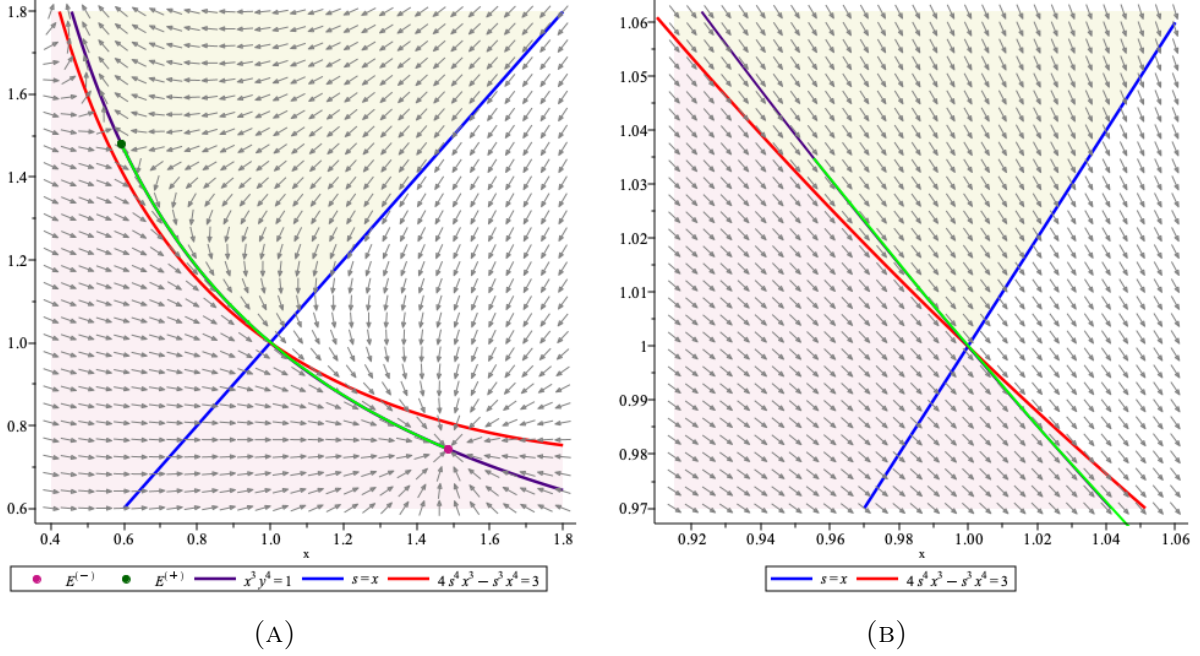 1.8
1.6
1.4
1.2
1.0
0.8
0.6
0.4 0.6 0.8 1.0 1.2 1.4 1.6 1.8
x
E^(−) E^(+) x^3 y^4 = 1 s = x 4 s^4 x^3 − s^3 x^4 = 3
(A)
1.06
1.05
1.04
1.03
1.02
1.01
1
0.99
0.98
0.97
0.92 0.94 0.96 0.98 1.00 1.02 1.04 1.06
x
s = x 4 s^4 x^3 − s^3 x^4 = 3
(B)